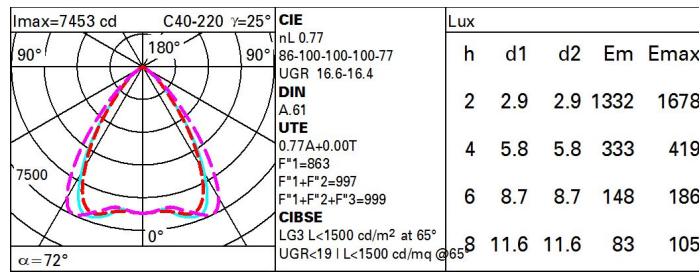 Imax=7453 cd C40-220 γ=25°
90° 180° 90°
7500
0°
α=72°
CIE
nL 0.77
86-100-100-100-77
UGR 16.6-16.4
DIN
A.61
UTE
0.77A+0.00T
F"1=863
F"1+F"2=997
F"1+F"2+F"3=999
CIBSE
LG3 L<1500 cd/m² at 65°
UGR<19 | L<1500 cd/mq @65°
Lux
h d1 d2 Em Emax
2 2.9 2.9 1332 1678
4 5.8 5.8 333 419
6 8.7 8.7 148 186
8 11.6 11.6 83 105